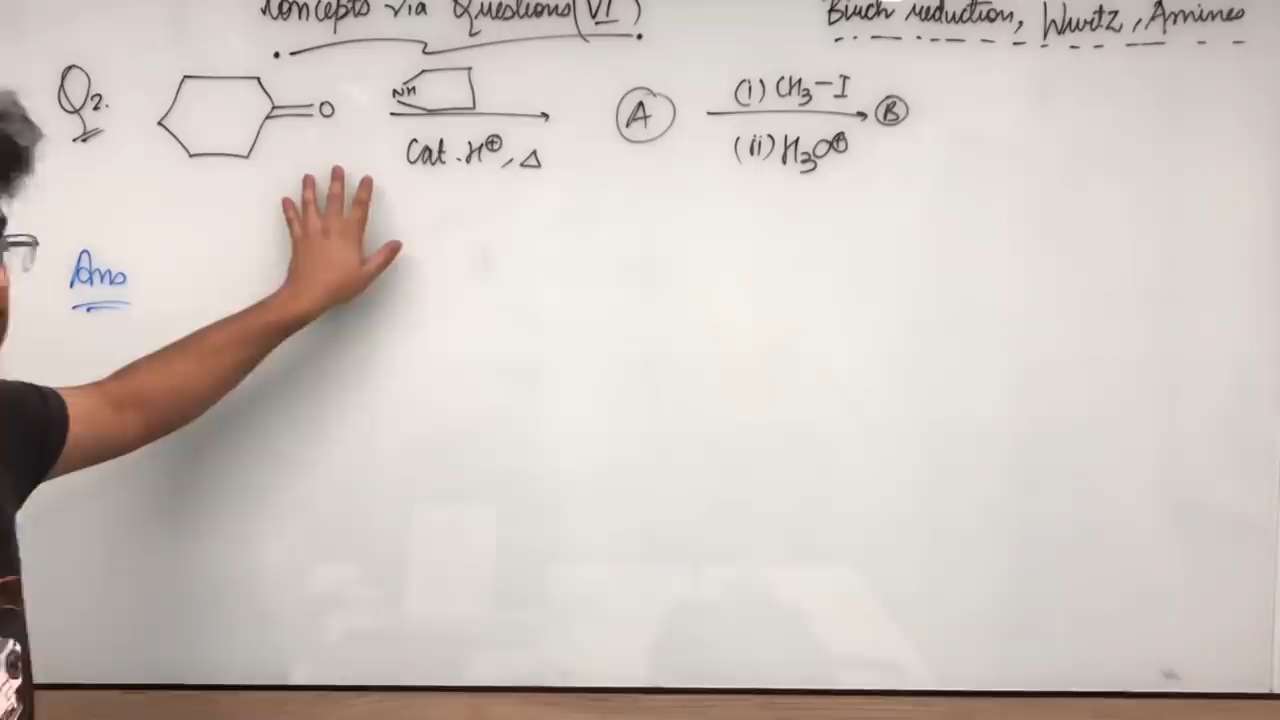 Concepts via Questions (VI)
Birch reduction, Wurtz, Amines
Q2.
=O
NH
Cat. H⊕, Δ
A
(i) CH3-I
(ii) H3O⊕
B
Ans